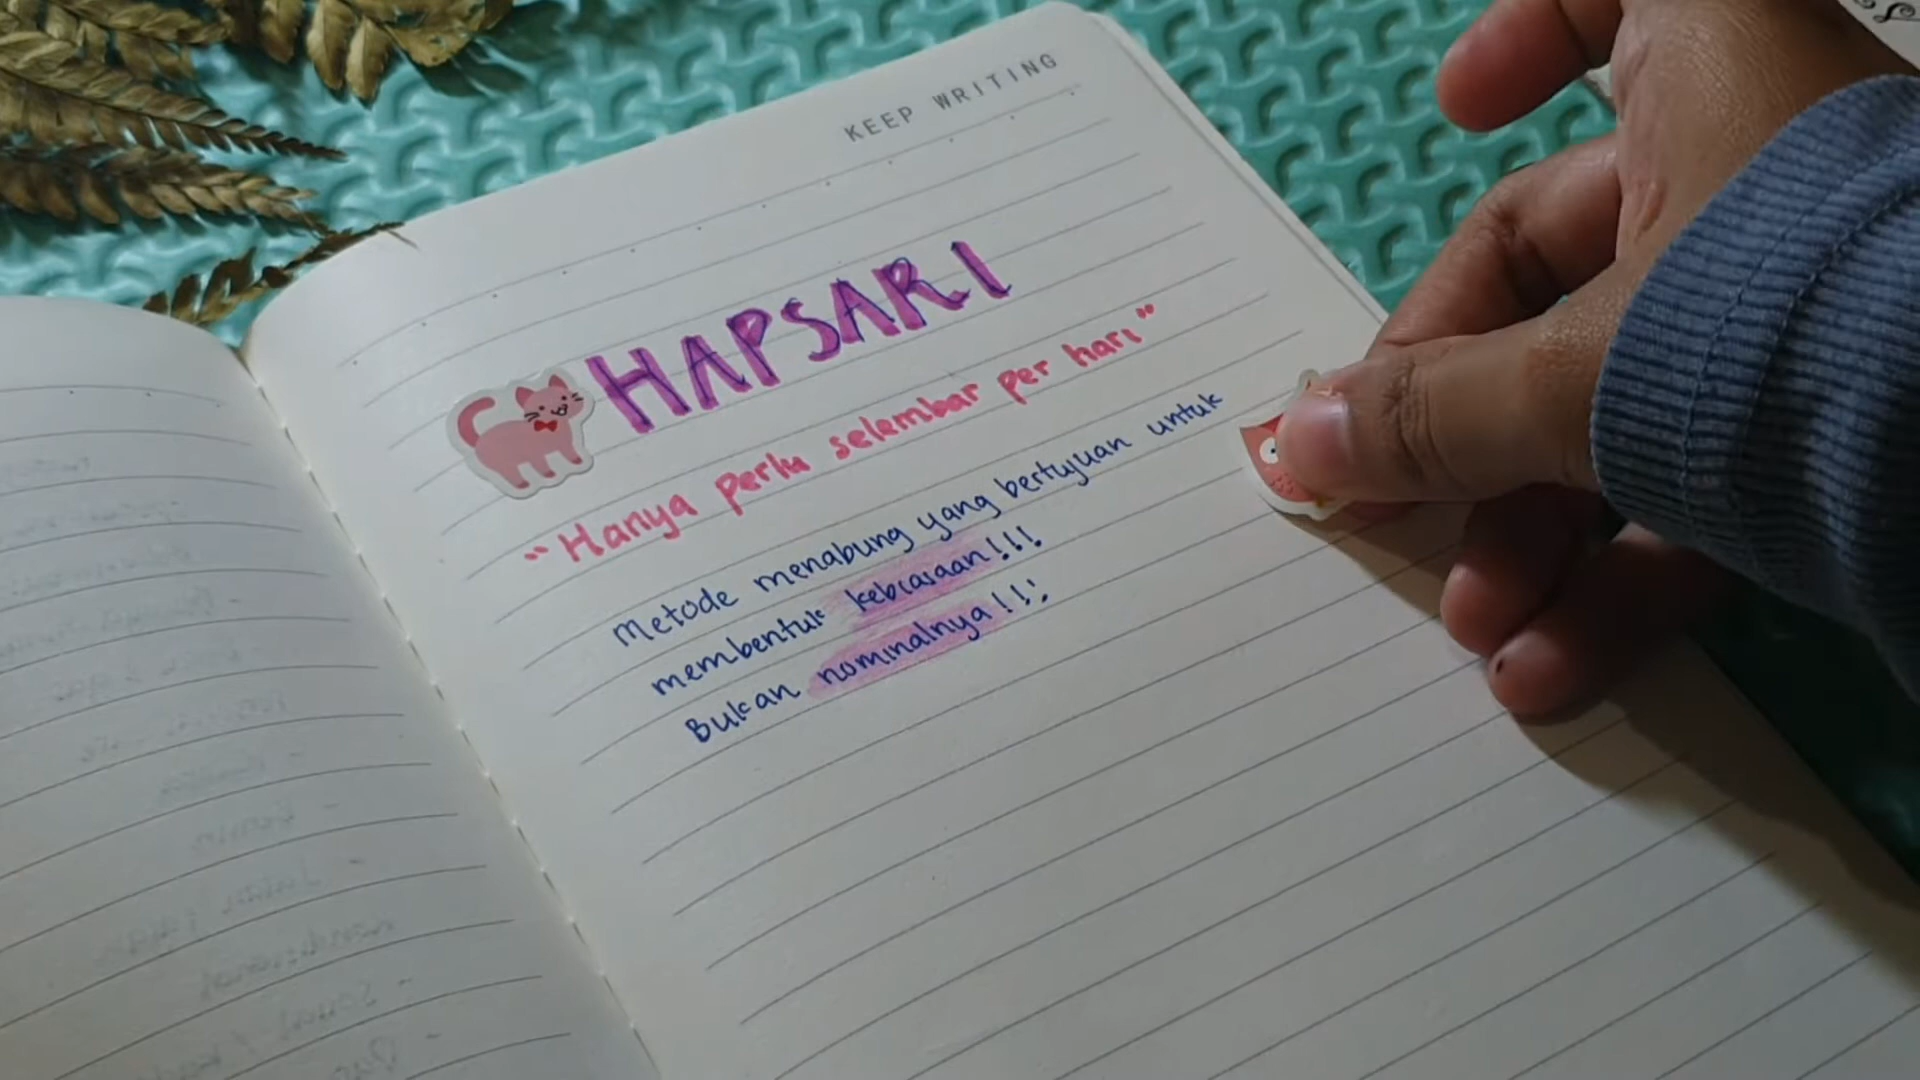 KEEP WRITING
HAPSARI
"Hanya perlu selembar per hari"
Metode menabung yang bertujuan untuk
membentuk kebiasaan!!!
Bukan nominalnya!!!